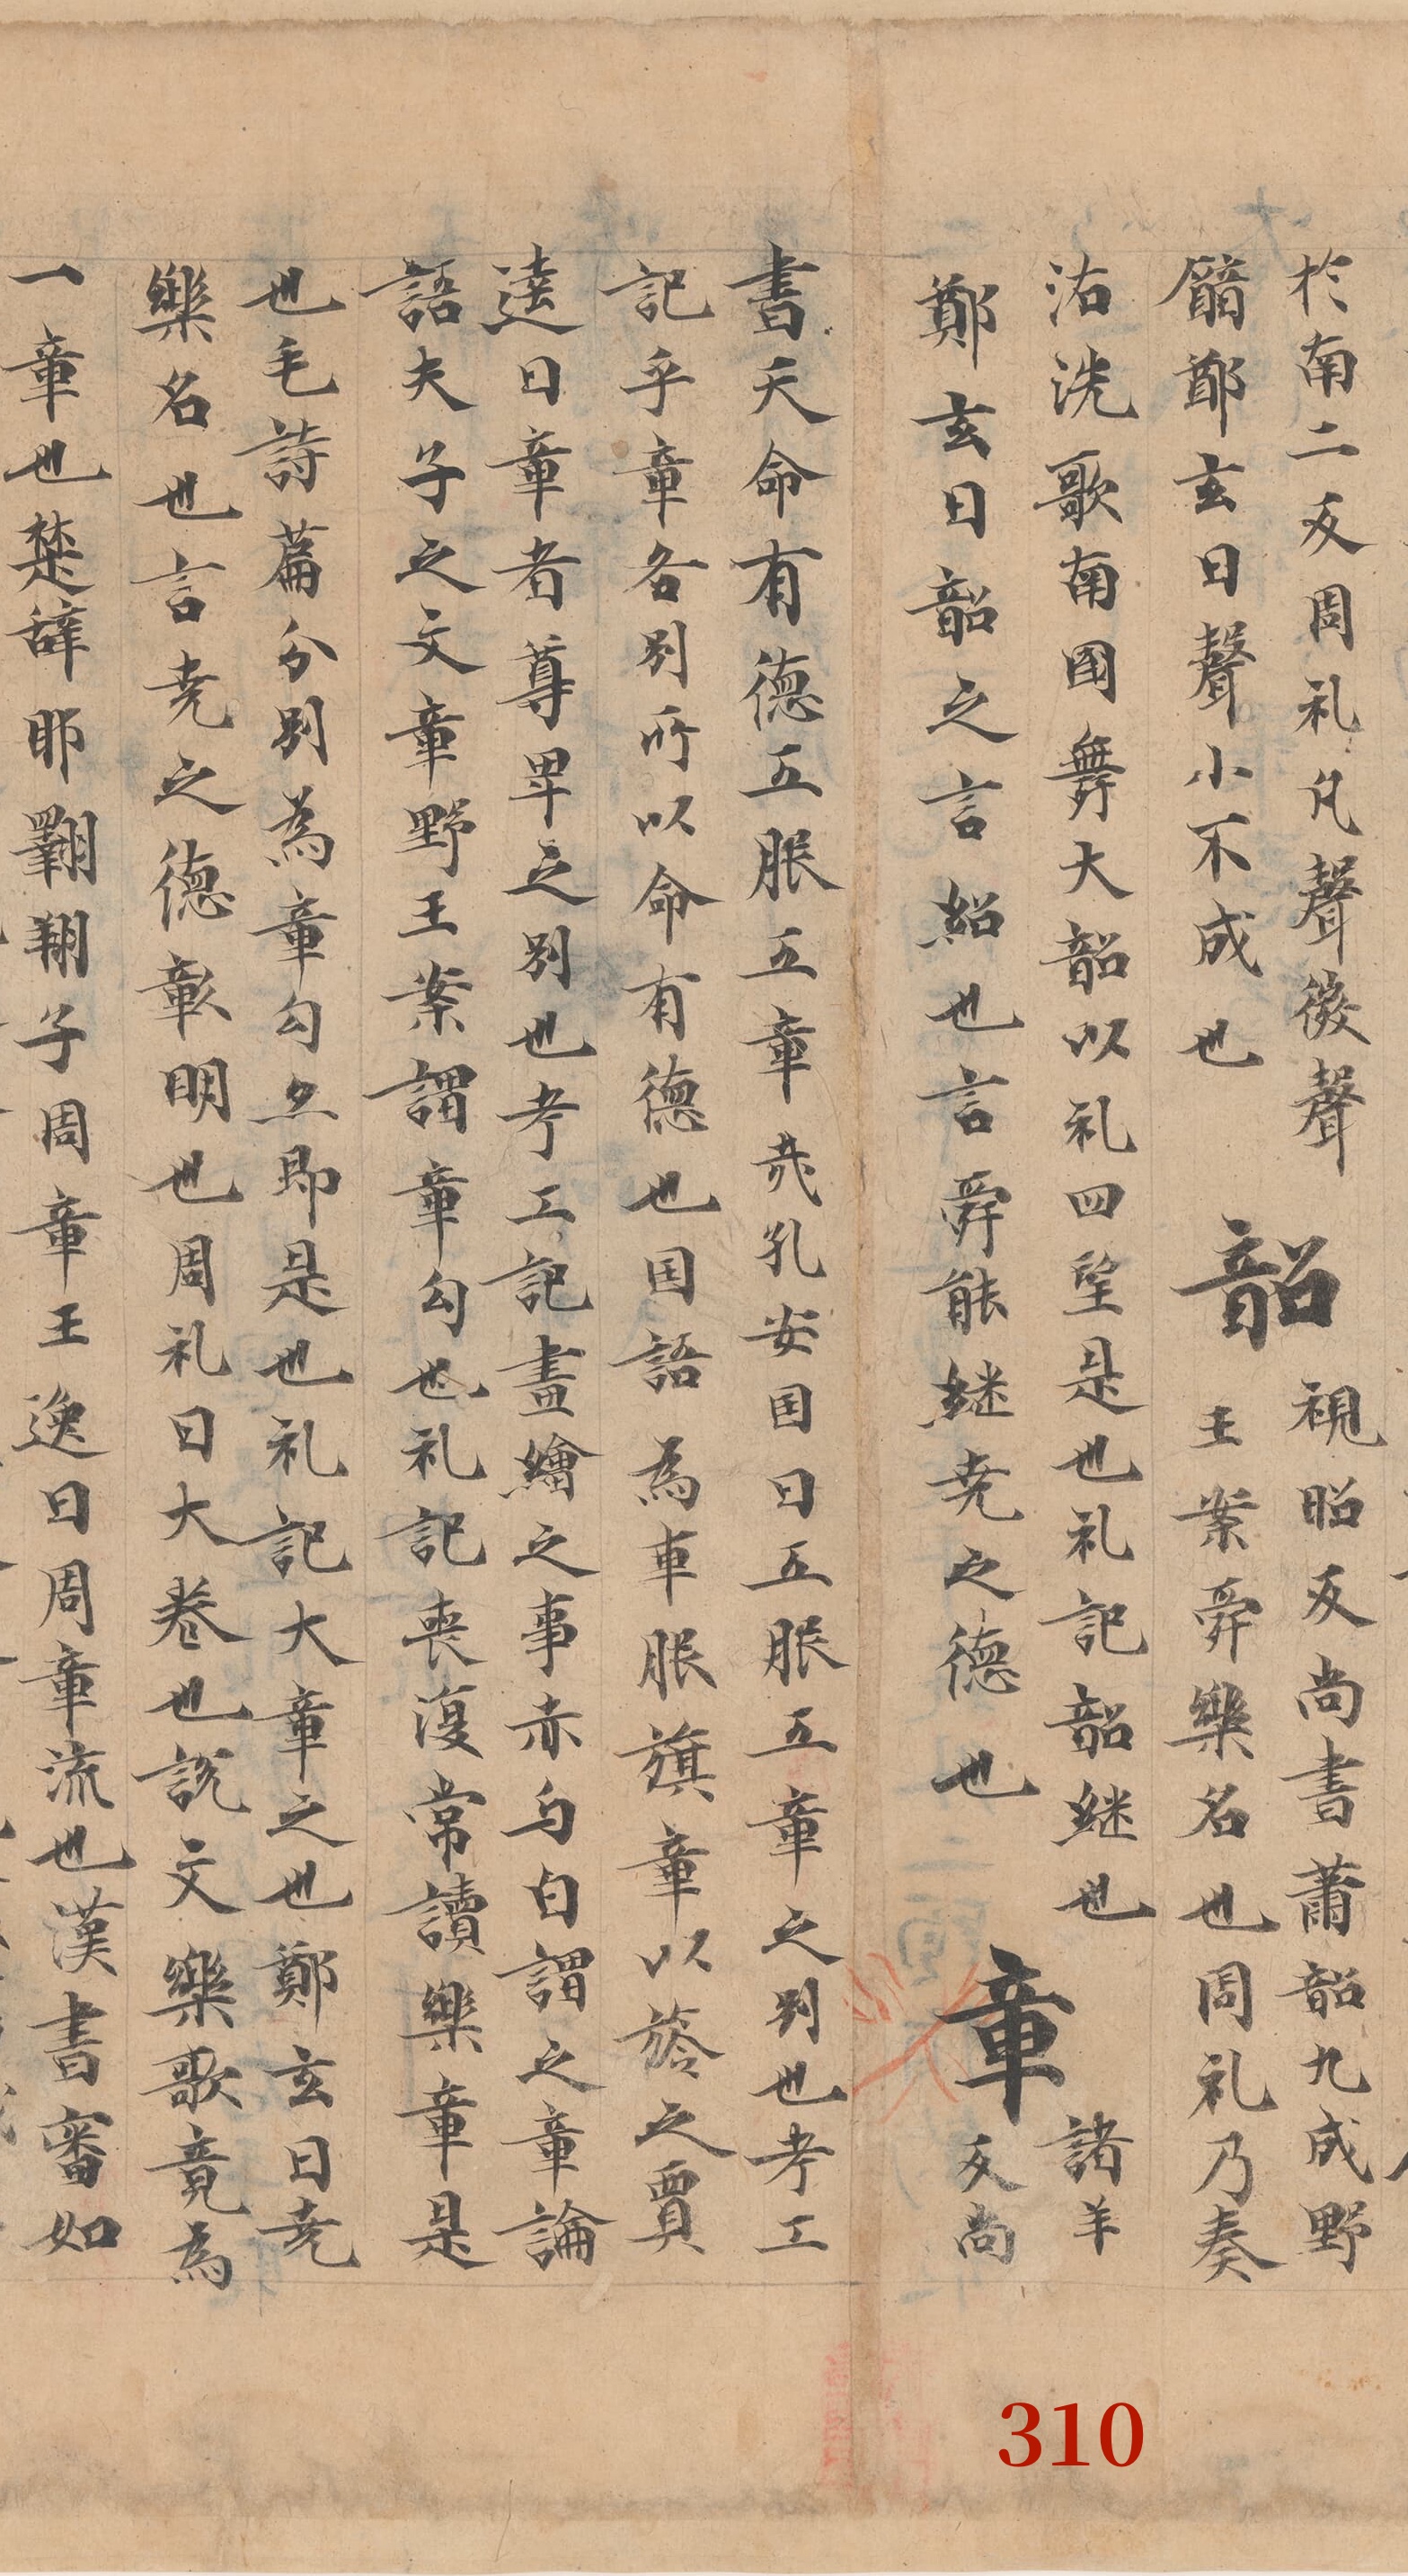 於南二反周礼凡聲徽聲 韶 視昭反尚書蕭韶九成野
韽鄭玄曰聲小不成也 王案舜樂名也周礼乃奏
沽洗歌南國舞大韶以礼四望是也礼記韶継也 章 諸羊
鄭玄曰韶之言紹也言舜能継尭之德也 反尚
書天命有德五服五章㢤孔安国曰五服五章之別也考工
記乎章各別所以命有德也国語為車服旗章以旌之賈
逵曰章者尊卑之別也考工記畫繪之事赤与白謂之章論
語夫子之文章野王案謂章句也礼記喪復常讀樂章是
也毛詩篇分別為章句亦即是也礼記大章之也鄭玄曰尭
樂名也言尭之德彰明也周礼曰大巻也說文樂歌竟為
一章也楚辞耶翱翔子周章王逸曰周章流也漢書審如
310